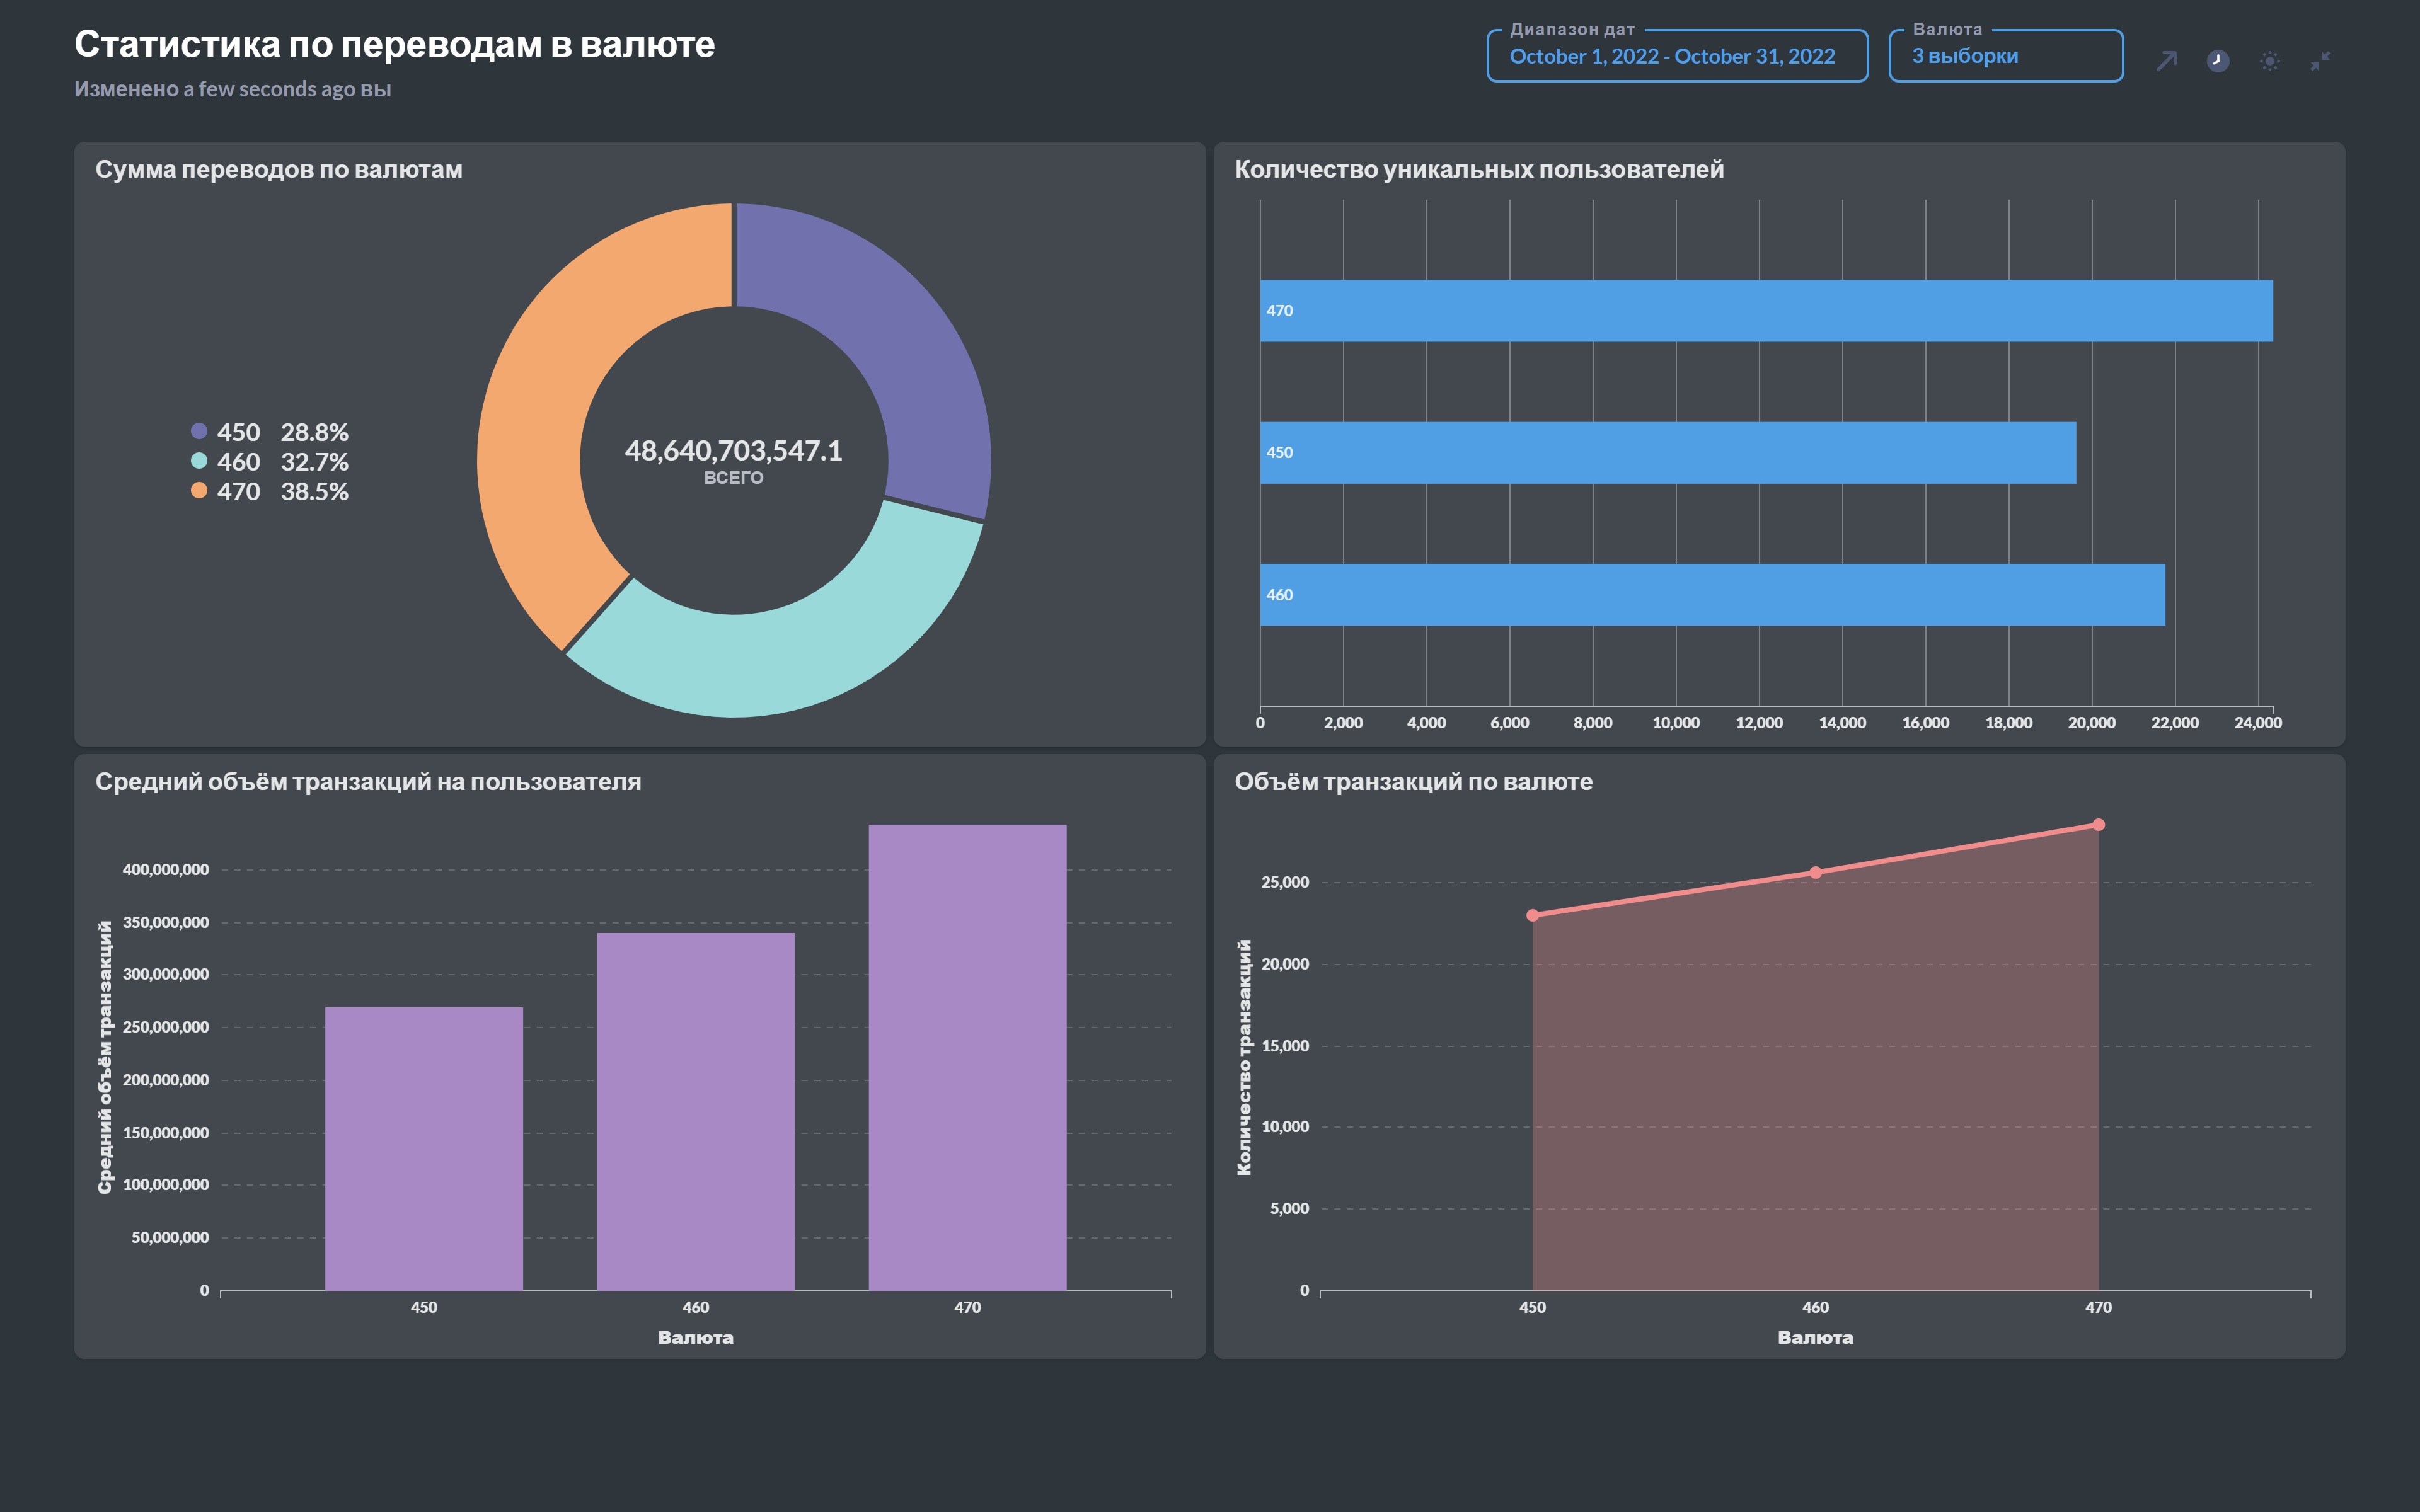 Статистика по переводам в валюте
Изменено a few seconds ago вы
Диапазон дат
October 1, 2022 - October 31, 2022
Валюта
3 выборки
Сумма переводов по валютам
450 28.8%
460 32.7%
470 38.5%
48,640,703,547.1
ВСЕГО
Количество уникальных пользователей
470
450
460
0 2,000 4,000 6,000 8,000 10,000 12,000 14,000 16,000 18,000 20,000 22,000 24,000
Средний объём транзакций на пользователя
Средний объём транзакций
400,000,000
350,000,000
300,000,000
250,000,000
200,000,000
150,000,000
100,000,000
50,000,000
0
450 460 470
Валюта
Объём транзакций по валюте
Количество транзакций
25,000
20,000
15,000
10,000
5,000
0
450 460 470
Валюта